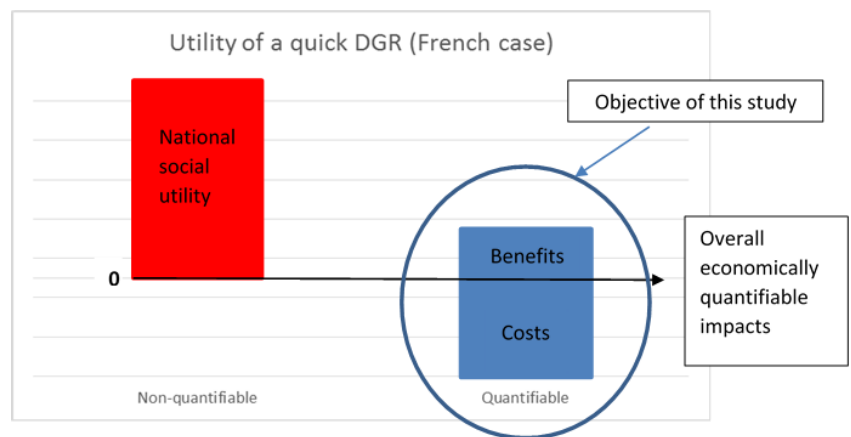 Utility of a quick DGR (French case)
Objective of this study
National
social
utility
Benefits
Overall
economically
quantifiable
impacts
0
Costs
Non-quantifiable
Quantifiable